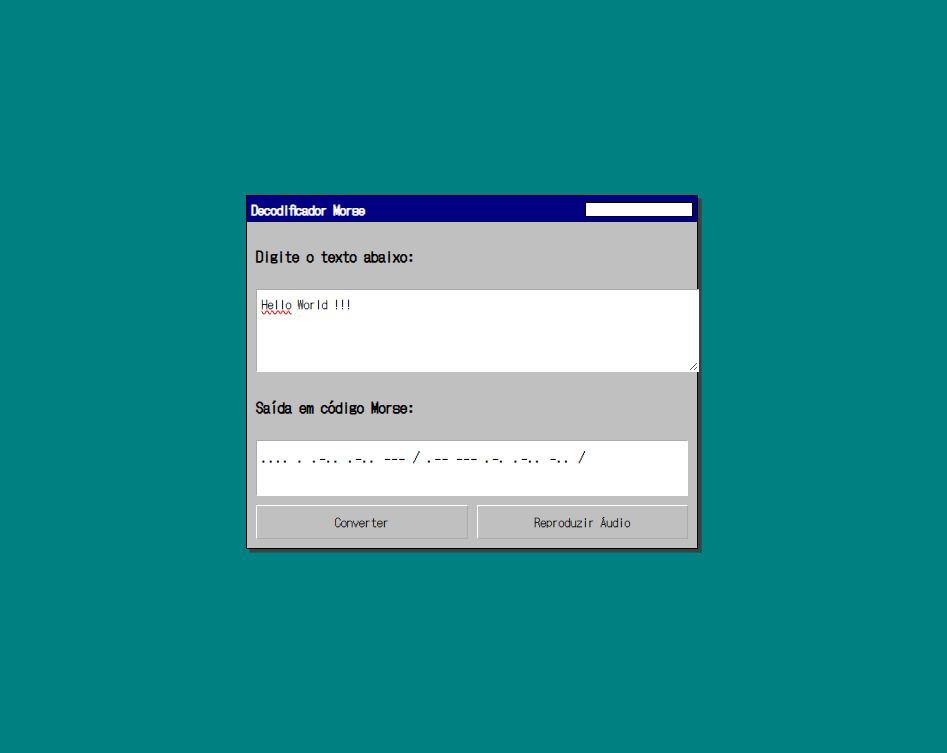 Decodificador Morse
Digite o texto abaixo:
Hello World !!!
Saída em código Morse:
.... . .-.. .-.. --- / .-- --- .-. .-.. -.. /
Converter
Reproduzir Áudio